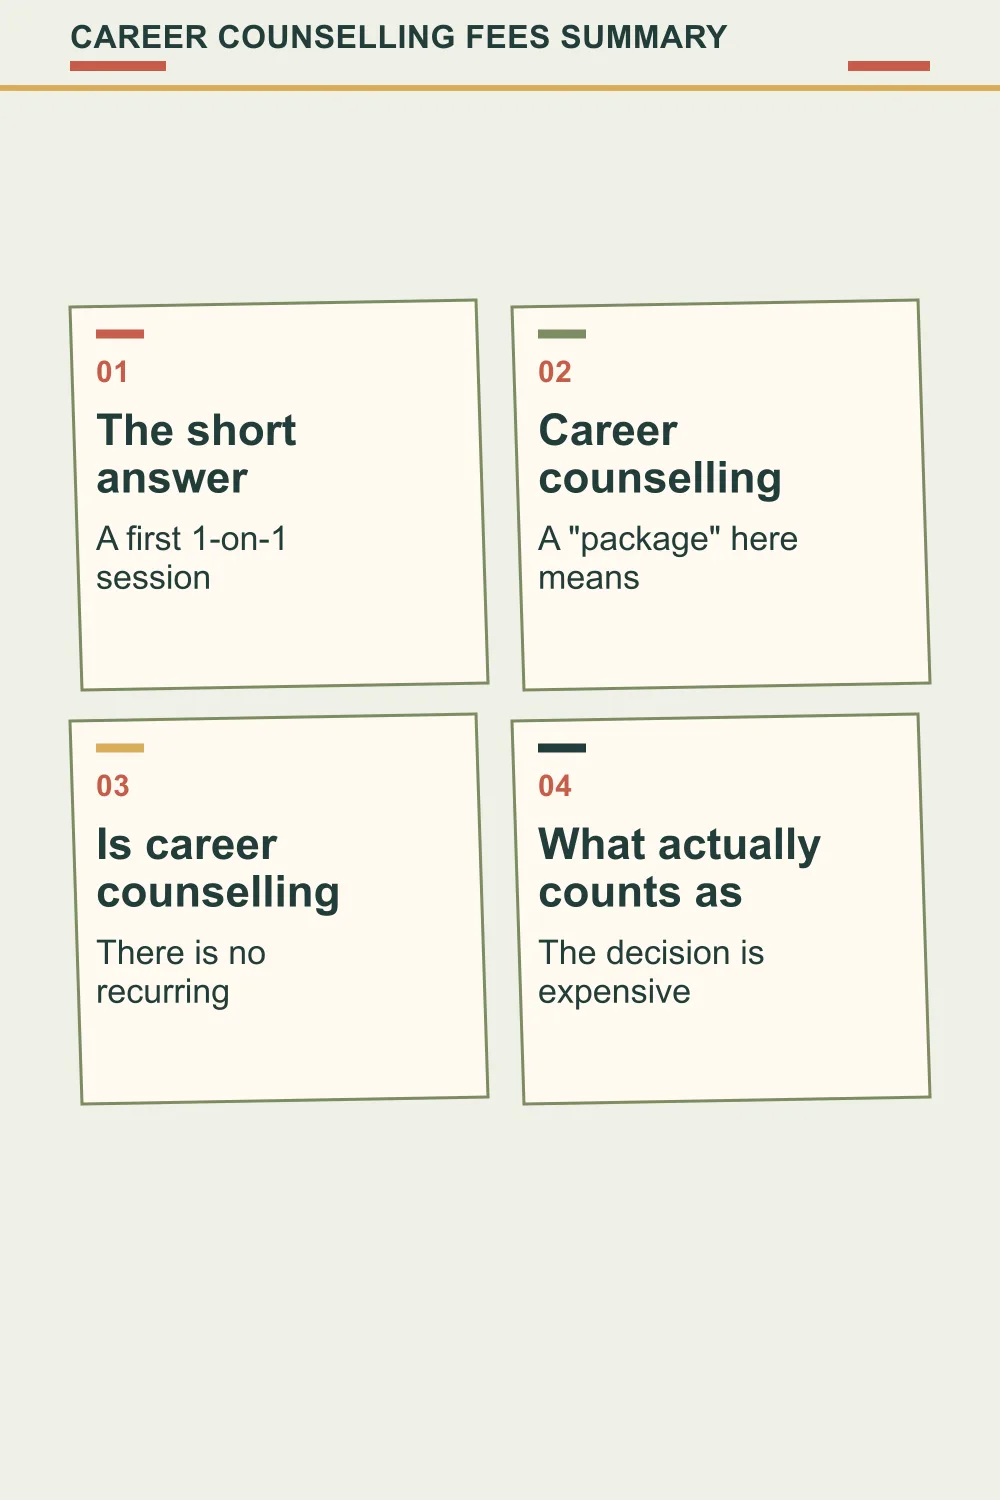 CAREER COUNSELLING FEES SUMMARY
01
The short
answer
A first 1-on-1
session
02
Career
counselling
A "package" here
means
03
Is career
counselling
There is no
recurring
04
What actually
counts as
The decision is
expensive